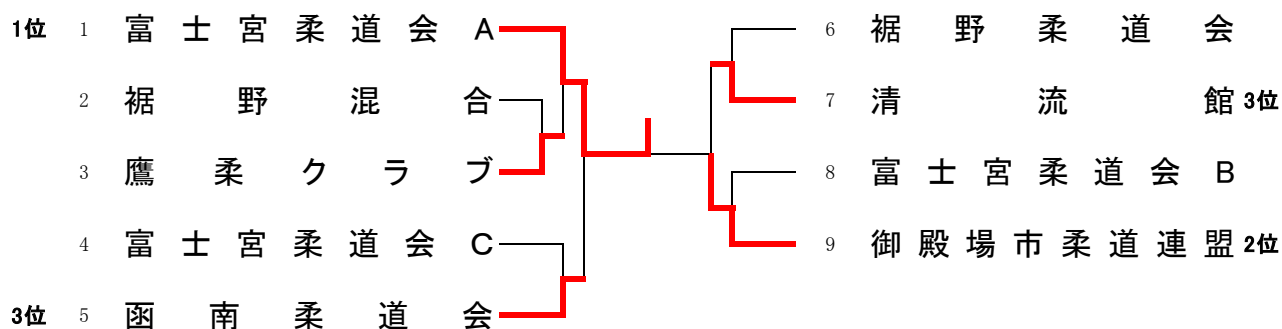 1位 1 富士宮柔道会A
2 裾野混合
3 鷹柔クラブ
4 富士宮柔道会C
3位 5 函南柔道会
6 裾野柔道会
7 清流館 3位
8 富士宮柔道会B
9 御殿場市柔道連盟 2位